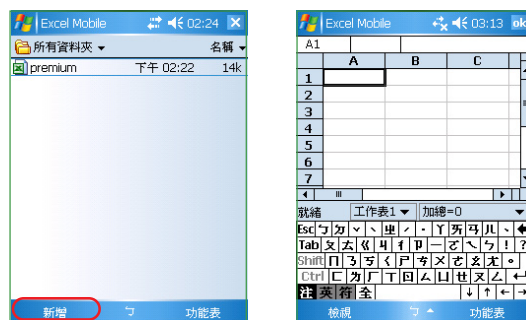 Excel Mobile 02:24
所有資料夾 名稱
premium 下午 02:22 14k
新增 ㄅ 功能表
Excel Mobile 03:13 ok
A1
A B C
1
2
3
4
5
6
7
就緒 工作表1 加總=0
Esc ㄅ ㄉ ˇ ˋ ㄓ ˊ ˙ ㄚ ㄞ ㄢ ㄦ 、
Tab ㄆ ㄊ ㄍ ㄐ ㄔ ㄗ ㄧ ㄛ ㄟ ㄣ ! ?
Shift ㄇ ㄋ ㄎ ㄑ ㄕ ㄘ ㄨ ㄜ ㄠ ㄤ 。
Ctrl ㄈ ㄌ ㄏ ㄒ ㄖ ㄙ ㄩ ㄝ ㄡ ㄥ
注 英 符 全 ↓ ↑ ← →
檢視 ㄅ 功能表